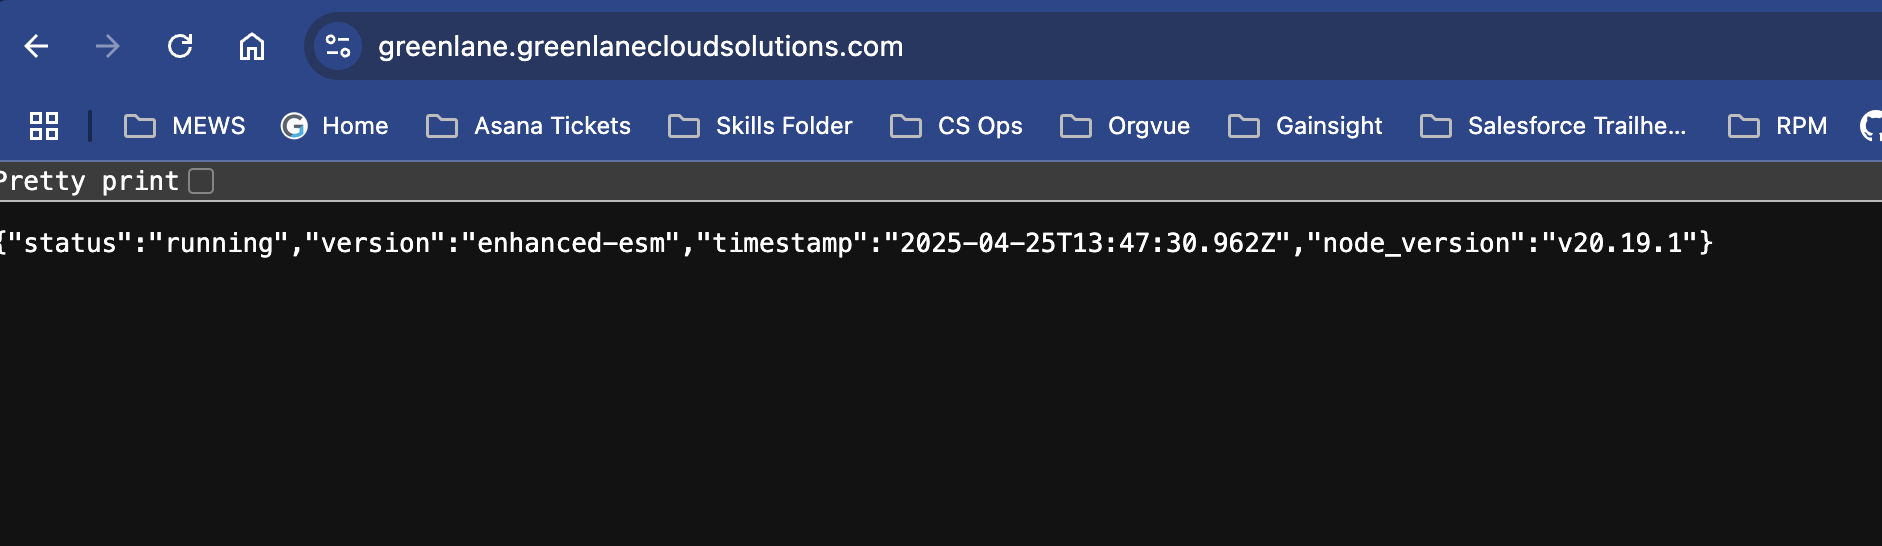 greenlane.greenlanecloudsolutions.com
MEWS Home Asana Tickets Skills Folder CS Ops Orgvue Gainsight Salesforce Trailhe... RPM
Pretty print
{"status":"running","version":"enhanced-esm","timestamp":"2025-04-25T13:47:30.962Z","node_version":"v20.19.1"}